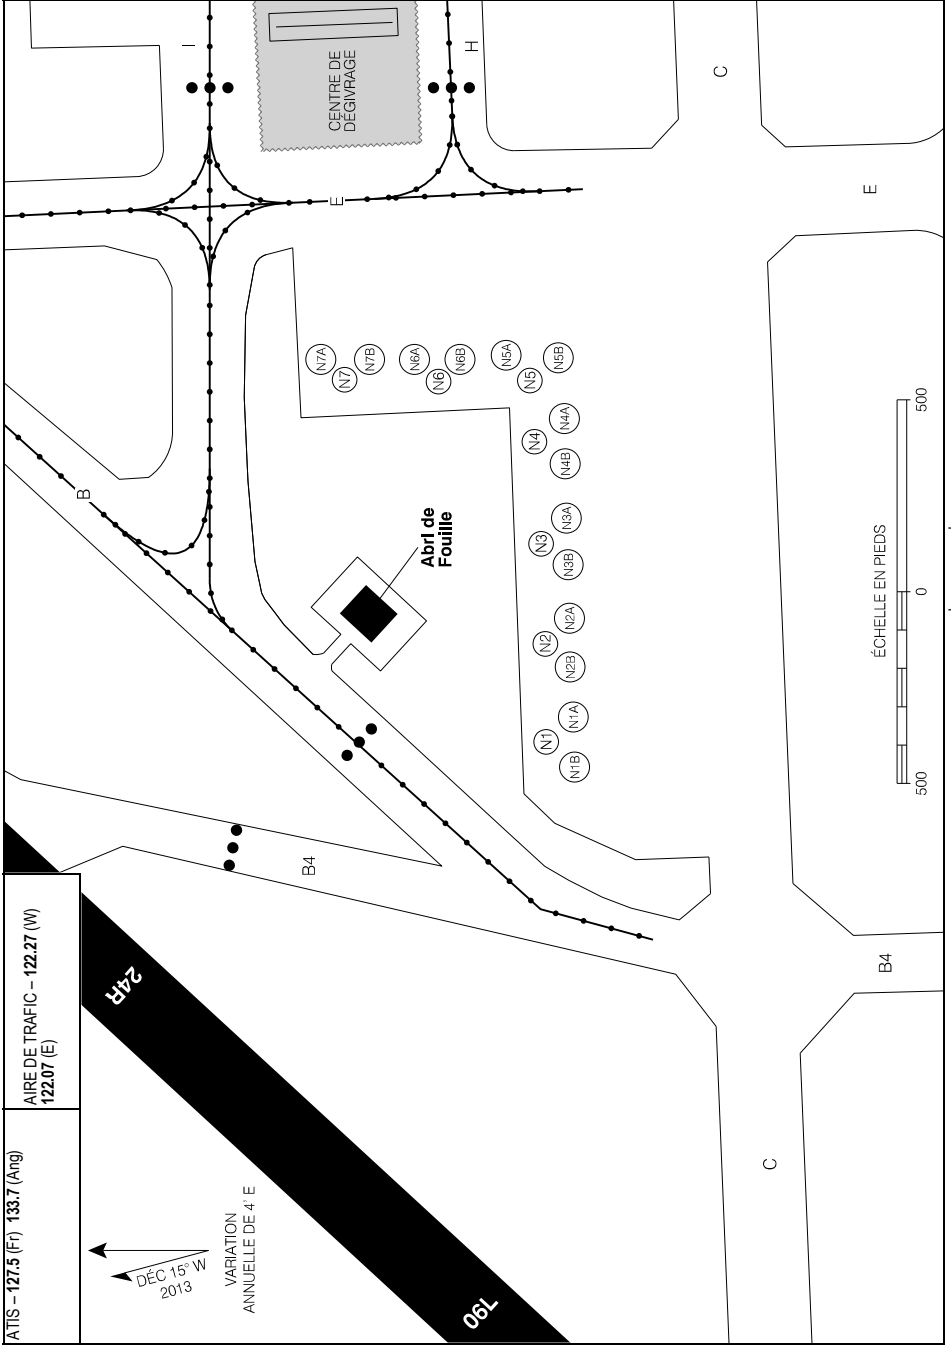 ATIS – 127.5 (Fr) 133.7 (Ang)
AIRE DE TRAFIC – 122.27 (W)
122.07 (E)
DÉC 15° W
2013
VARIATION
ANNUELLE DE 4' E
06L
24R
B4
B
I
CENTRE DE
DÉGIVRAGE
H
E
C
E
N7A
N7
N7B
N6A
N6
N6B
N5A
N5
N5B
N4A
N4
N4B
N3A
N3
N3B
N2A
N2
N2B
N1A
N1
N1B
Abri de
Fouille
ÉCHELLE EN PIEDS
500
0
500
B4
C